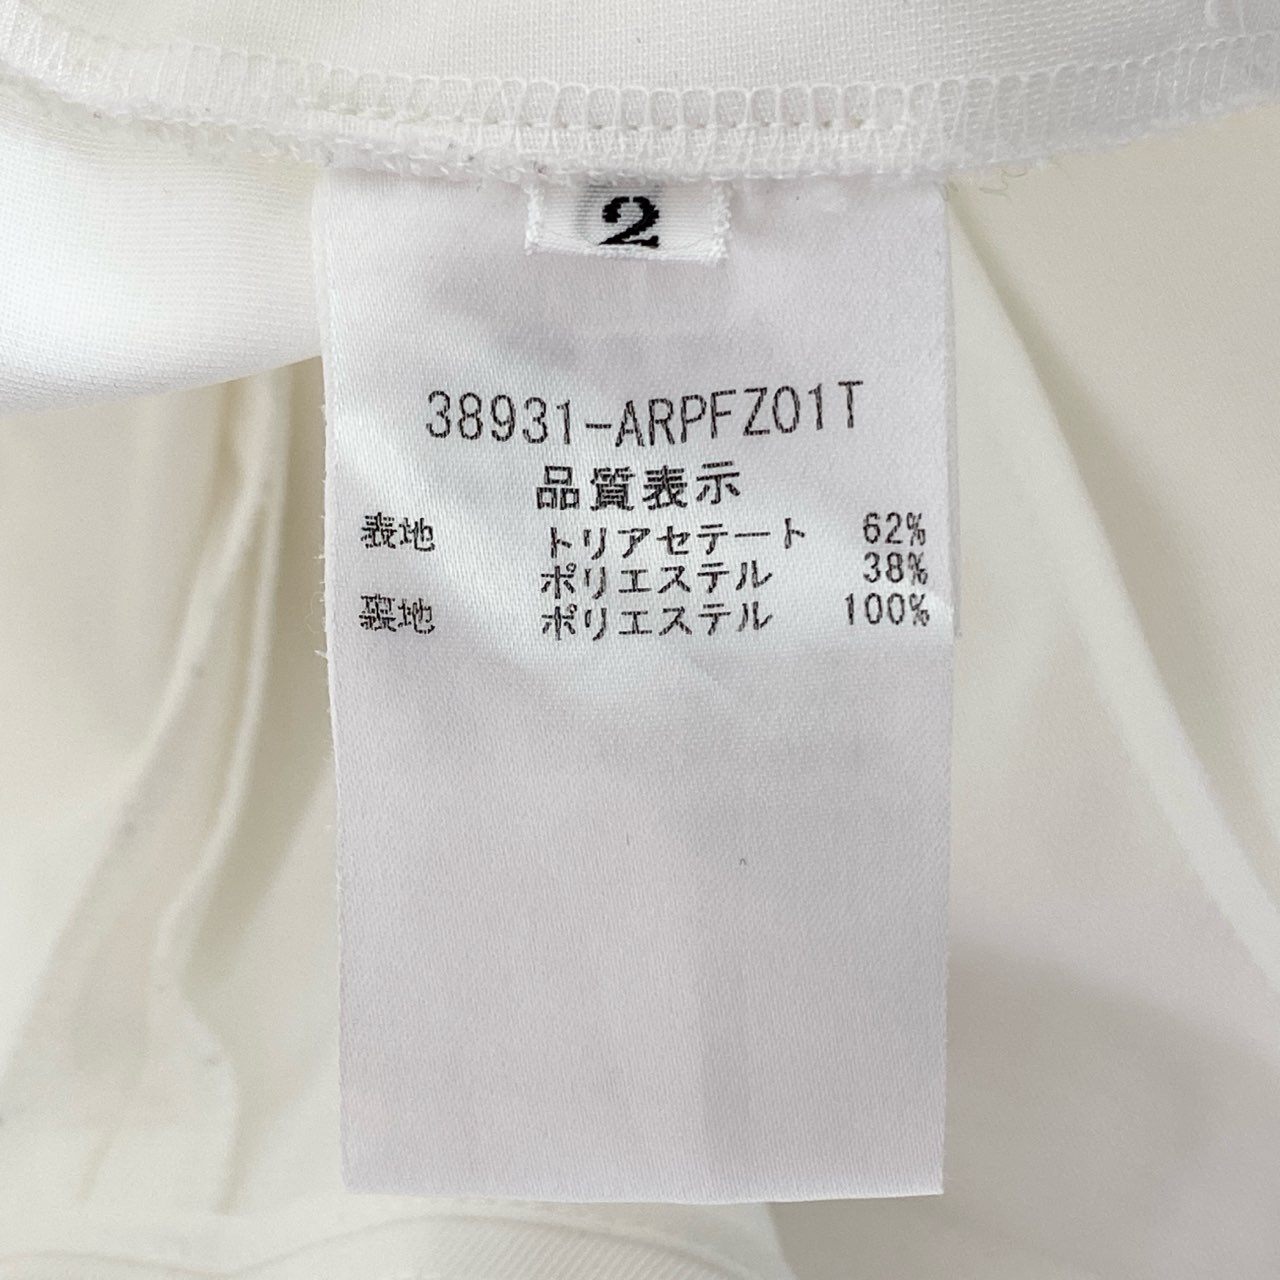 2
38931-ARPFZ01T
品質表示
表地 トリアセテート 62%
ポリエステル 38%
裏地 ポリエステル 100%